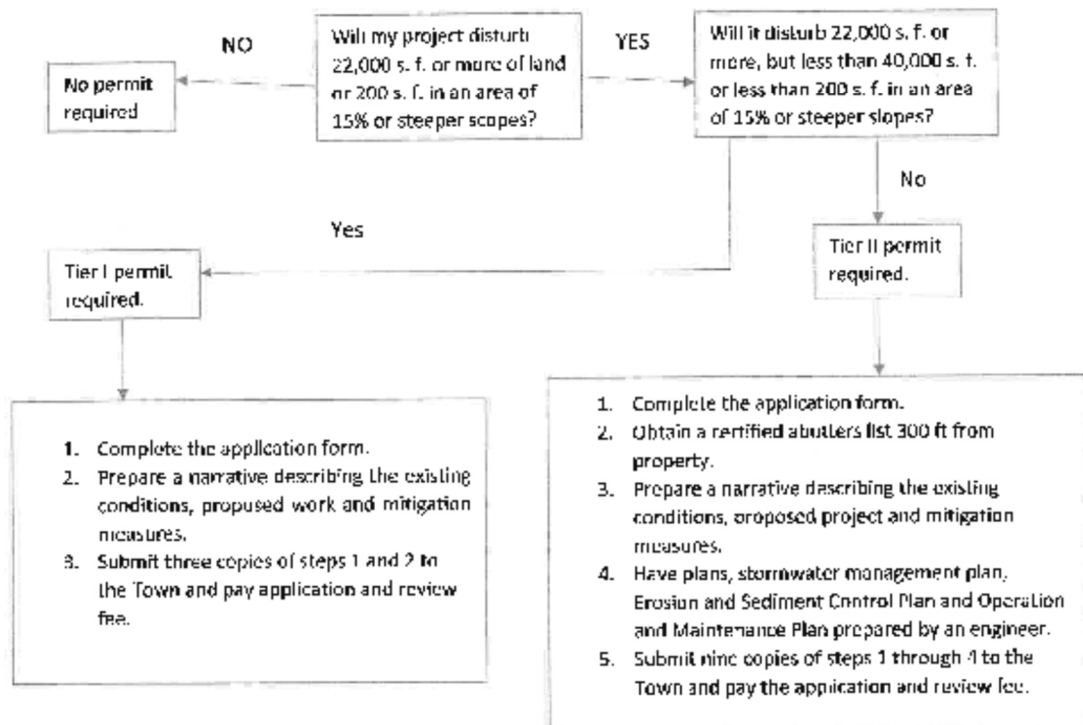 NO
Will my project disturb
22,000 s. f. or more of land
or 200 s. f. in an area of
15% or steeper scopes?
YES
Will it disturb 22,000 s. f. or
more, but less than 40,000 s. f.
or less than 200 s. f. in an area
of 15% or steeper slopes?
No permit
required
No
Yes
Tier I permit
required.
Tier II permit
required.
1. Complete the application form.
2. Prepare a narrative describing the existing
conditions, proposed work and mitigation
measures.
3. Submit three copies of steps 1 and 2 to
the Town and pay application and review
fee.
1. Complete the application form.
2. Obtain a certified abutters list 300 ft from
property.
3. Prepare a narrative describing the existing
conditions, proposed project and mitigation
measures.
4. Have plans, stormwater management plan,
Erosion and Sediment Control Plan and Operation
and Maintenance Plan prepared by an engineer.
5. Submit nine copies of steps 1 through 4 to the
Town and pay the application and review fee.